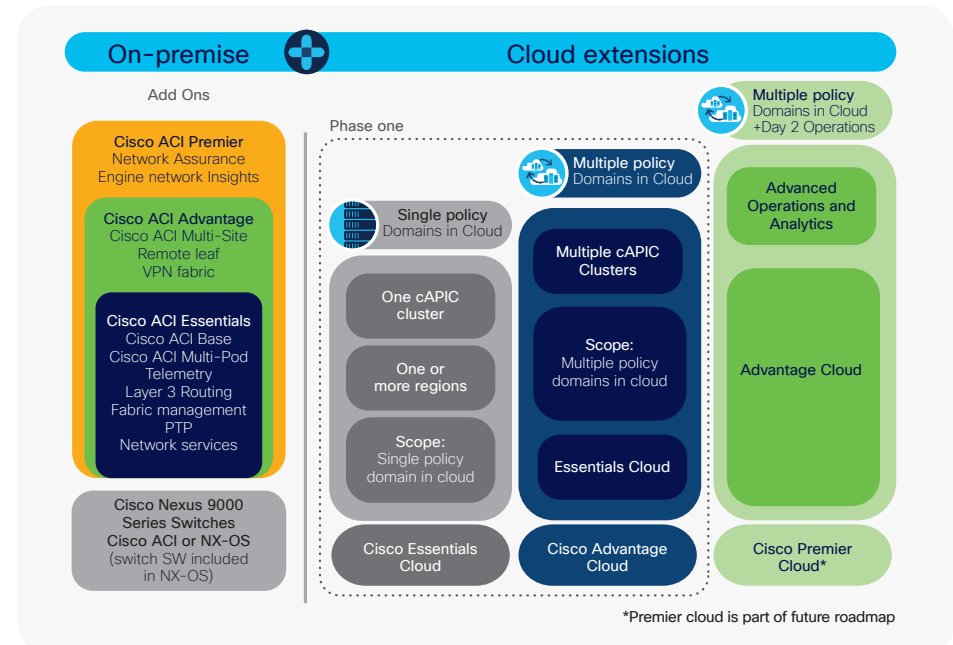 On-premise
Cloud extensions
Add Ons
Cisco ACI Premier
Network Assurance
Engine network Insights
Cisco ACI Advantage
Cisco ACI Multi-Site
Remote leaf
VPN fabric
Cisco ACI Essentials
Cisco ACI Base
Cisco ACI Multi-Pod
Telemetry
Layer 3 Routing
Fabric management
PTP
Network services
Cisco Nexus 9000
Series Switches
Cisco ACI or NX-OS
(switch SW included
in NX-OS)
Phase one
Single policy
Domains in Cloud
One cAPIC
cluster
One or
more regions
Scope:
Single policy
domain in cloud
Cisco Essentials
Cloud
Multiple policy
Domains in Cloud
Multiple cAPIC
Clusters
Scope:
Multiple policy
domains in cloud
Essentials Cloud
Cisco Advantage
Cloud
Multiple policy
Domains in Cloud
+Day 2 Operations
Advanced
Operations and
Analytics
Advantage Cloud
Cisco Premier
Cloud*
*Premier cloud is part of future roadmap